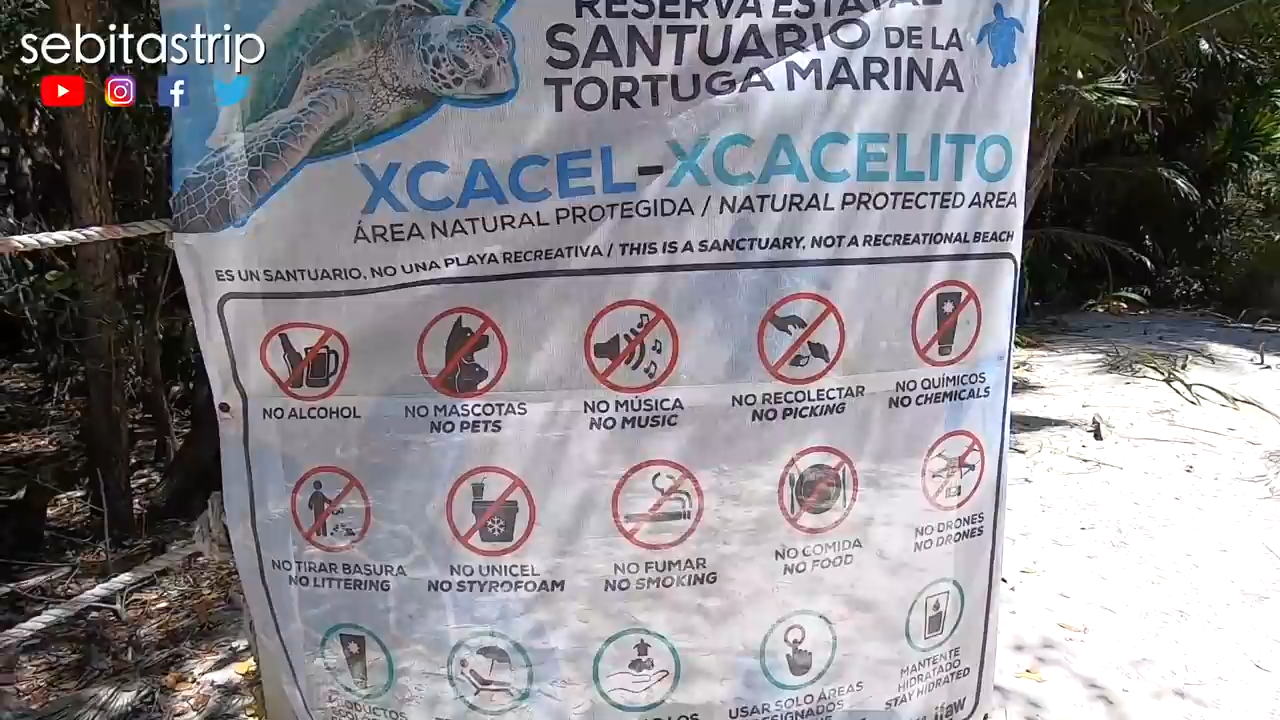 sebitastrip
RESERVA ESTATAL
SANTUARIO DE LA
TORTUGA MARINA
XCACEL-XCACELITO
ÁREA NATURAL PROTEGIDA / NATURAL PROTECTED AREA
ES UN SANTUARIO, NO UNA PLAYA RECREATIVA / THIS IS A SANCTUARY, NOT A RECREATIONAL BEACH
NO ALCOHOL
NO MASCOTAS
NO PETS
NO MÚSICA
NO MUSIC
NO RECOLECTAR
NO PICKING
NO QUÍMICOS
NO CHEMICALS
NO TIRAR BASURA
NO LITTERING
NO UNICEL
NO STYROFOAM
NO FUMAR
NO SMOKING
NO COMIDA
NO FOOD
NO DRONES
NO DRONES
PRODUCTOS
USAR SOLO ÁREAS
MANTENTE
HIDRATADO
STAY HYDRATED